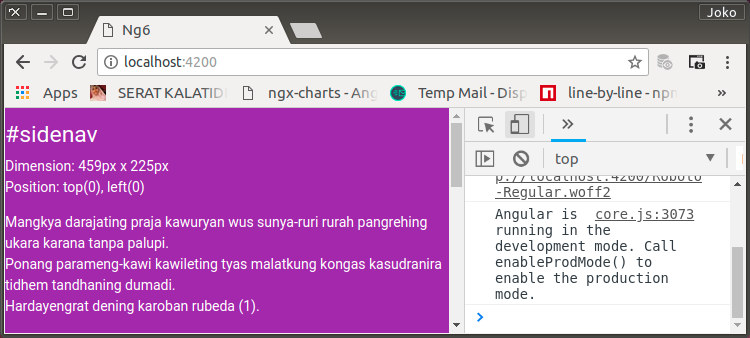 Joko
Ng6
localhost:4200
Apps
SERAT KALATID
ngx-charts - Ang
Temp Mail - Disp
line-by-line - npm
#sidenav
Dimension: 459px x 225px
Position: top(0), left(0)
Mangkya darajating praja kawuryan wus sunya-ruri rurah pangrehing
ukara karana tanpa palupi.
Ponang parameng-kawi kawileting tyas malatkung kongas kasudranira
tidhem tandhaning dumadi.
Hardayengrat dening karoban rubeda (1).
top
p://localhost:4200/Roboto
-Regular.woff2
Angular is core.js:3073
running in the
development mode. Call
enableProdMode() to
enable the production
mode.